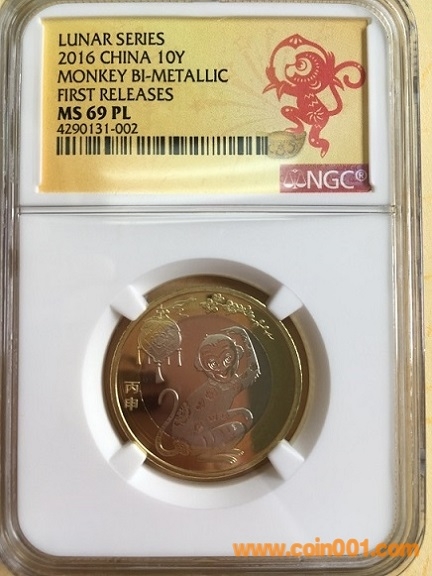 LUNAR SERIES
2016 CHINA 10Y
MONKEY BI-METALLIC
FIRST RELEASES
MS 69 PL
4290131-002
NGC®
丙申
www.coin001.com